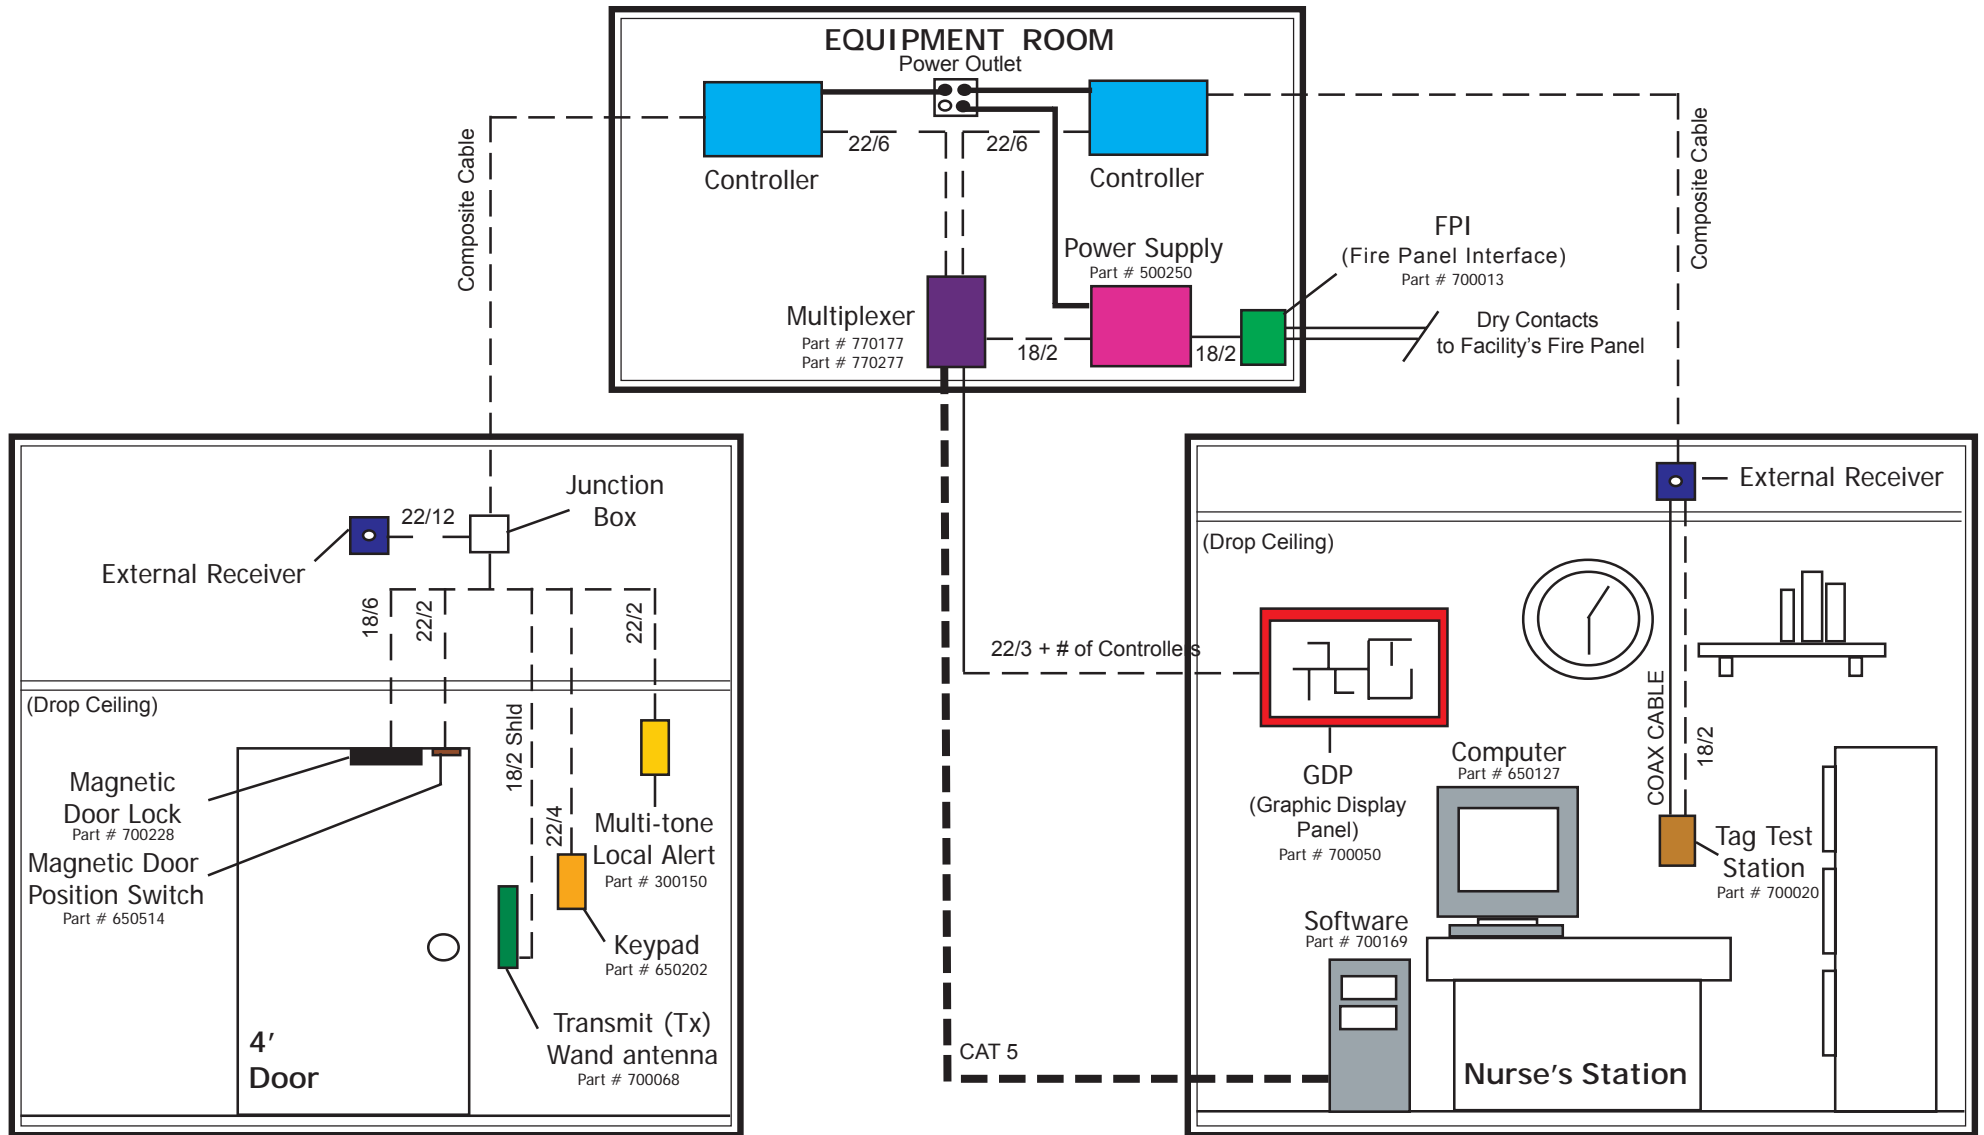 EQUIPMENT ROOM
Power Outlet
22/6
22/6
Controller
Controller
Composite Cable
Composite Cable
Power Supply
Part # 500250
FPI
(Fire Panel Interface)
Part # 700013
Multiplexer
Part # 770177
Part # 770277
18/2
18/2
Dry Contacts
to Facility's Fire Panel
Junction
Box
22/12
External Receiver
18/6
22/2
22/2
(Drop Ceiling)
18/2 Shld
22/4
Magnetic
Door Lock
Part # 700228
Magnetic Door
Position Switch
Part # 650514
Multi-tone
Local Alert
Part # 300150
Keypad
Part # 650202
Transmit (Tx)
Wand antenna
Part # 700068
4'
Door
22/3 + # of Controllers
CAT 5
External Receiver
(Drop Ceiling)
COAX CABLE
18/2
GDP
(Graphic Display
Panel)
Part # 700050
Computer
Part # 650127
Tag Test
Station
Part # 700020
Software
Part # 700169
Nurse's Station